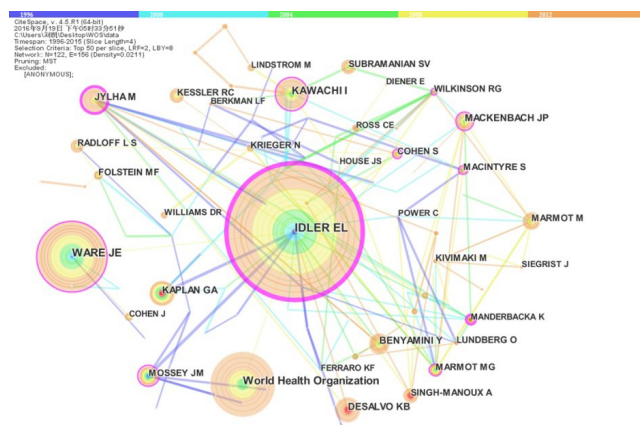 1996 2000 2004 2008 2012
CiteSpace, v. 4.5.R1 (64-bit)
Timespan: 1996-2015 (Slice Length=4)
Selection Criteria: Top 50 per slice, LRF=2, LBY=8
Network: N=122, E=156 (Density=0.0211)
Pruning: MST
Excluded:
[ANONYMOUS];
LINDSTROM M
SUBRAMANIAN SV
DIENER E
JYLHA M
KESSLER RC
KAWACHI I
WILKINSON RG
BERKMAN LF
MACKENBACH JP
ROSS CE
RADLOFF L S
KRIEGER N
COHEN S
HOUSE JS
MACINTYRE S
FOLSTEIN MF
WILLIAMS DR
POWER C
MARMOT M
IDLER EL
WARE JE
KIVIMAKI M
SIEGRIST J
KAPLAN GA
COHEN J
MANDERBACKA K
BENYAMINI Y
LUNDBERG O
MOSSEY JM
FERRARO KF
MARMOT MG
World Health Organization
SINGH-MANOUX A
DESALVO KB